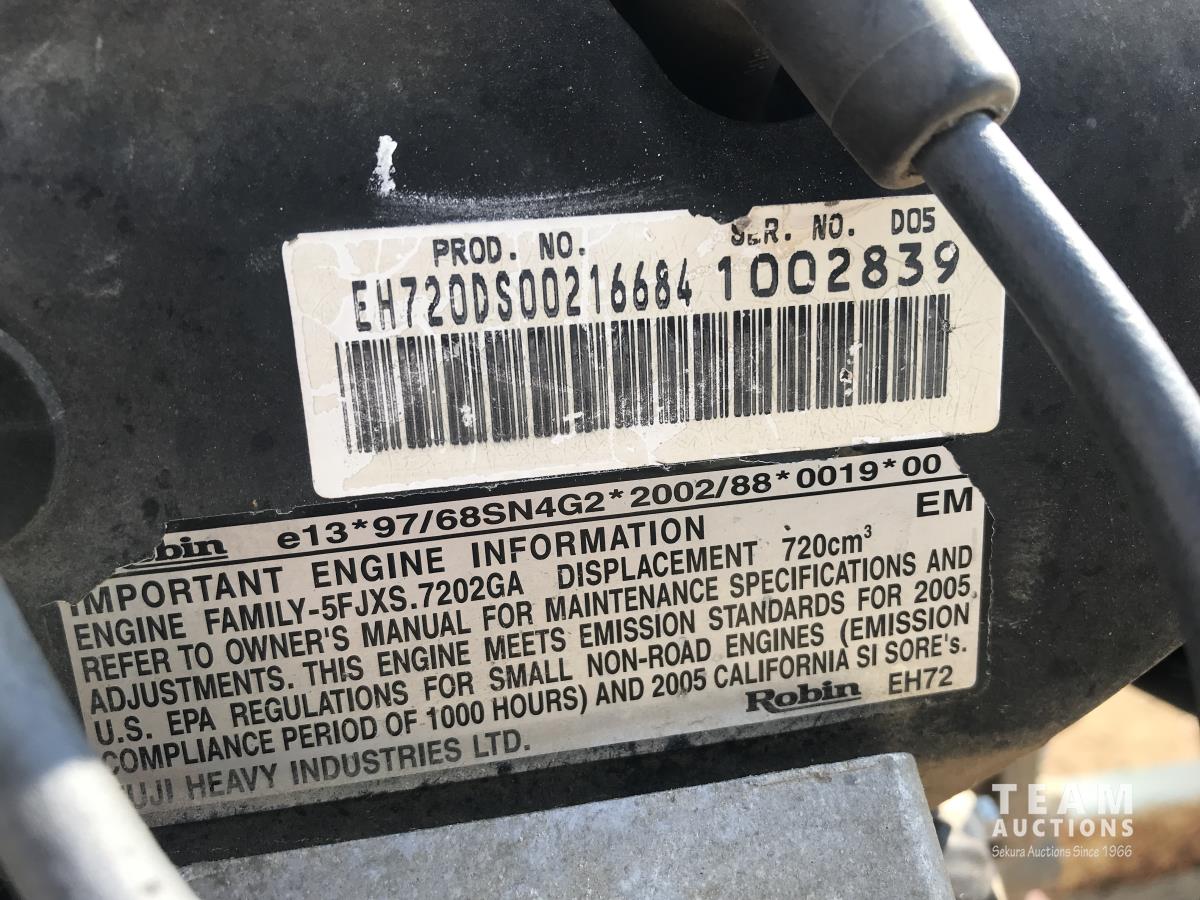 PROD. NO. SER. NO. D05
EH720DS00216684 1002839
e13*97/68SN4G2*2002/88*0019*00
IMPORTANT ENGINE INFORMATION EM
ENGINE FAMILY-5FJXS.7202GA DISPLACEMENT 720cm³
REFER TO OWNER'S MANUAL FOR MAINTENANCE SPECIFICATIONS AND
ADJUSTMENTS. THIS ENGINE MEETS EMISSION STANDARDS FOR 2005
U.S. EPA REGULATIONS FOR SMALL NON-ROAD ENGINES (EMISSION
COMPLIANCE PERIOD OF 1000 HOURS) AND 2005 CALIFORNIA SI SORE's.
FUJI HEAVY INDUSTRIES LTD. Robin EH72
TEAM
AUCTIONS
Sekura Auctions Since 1966